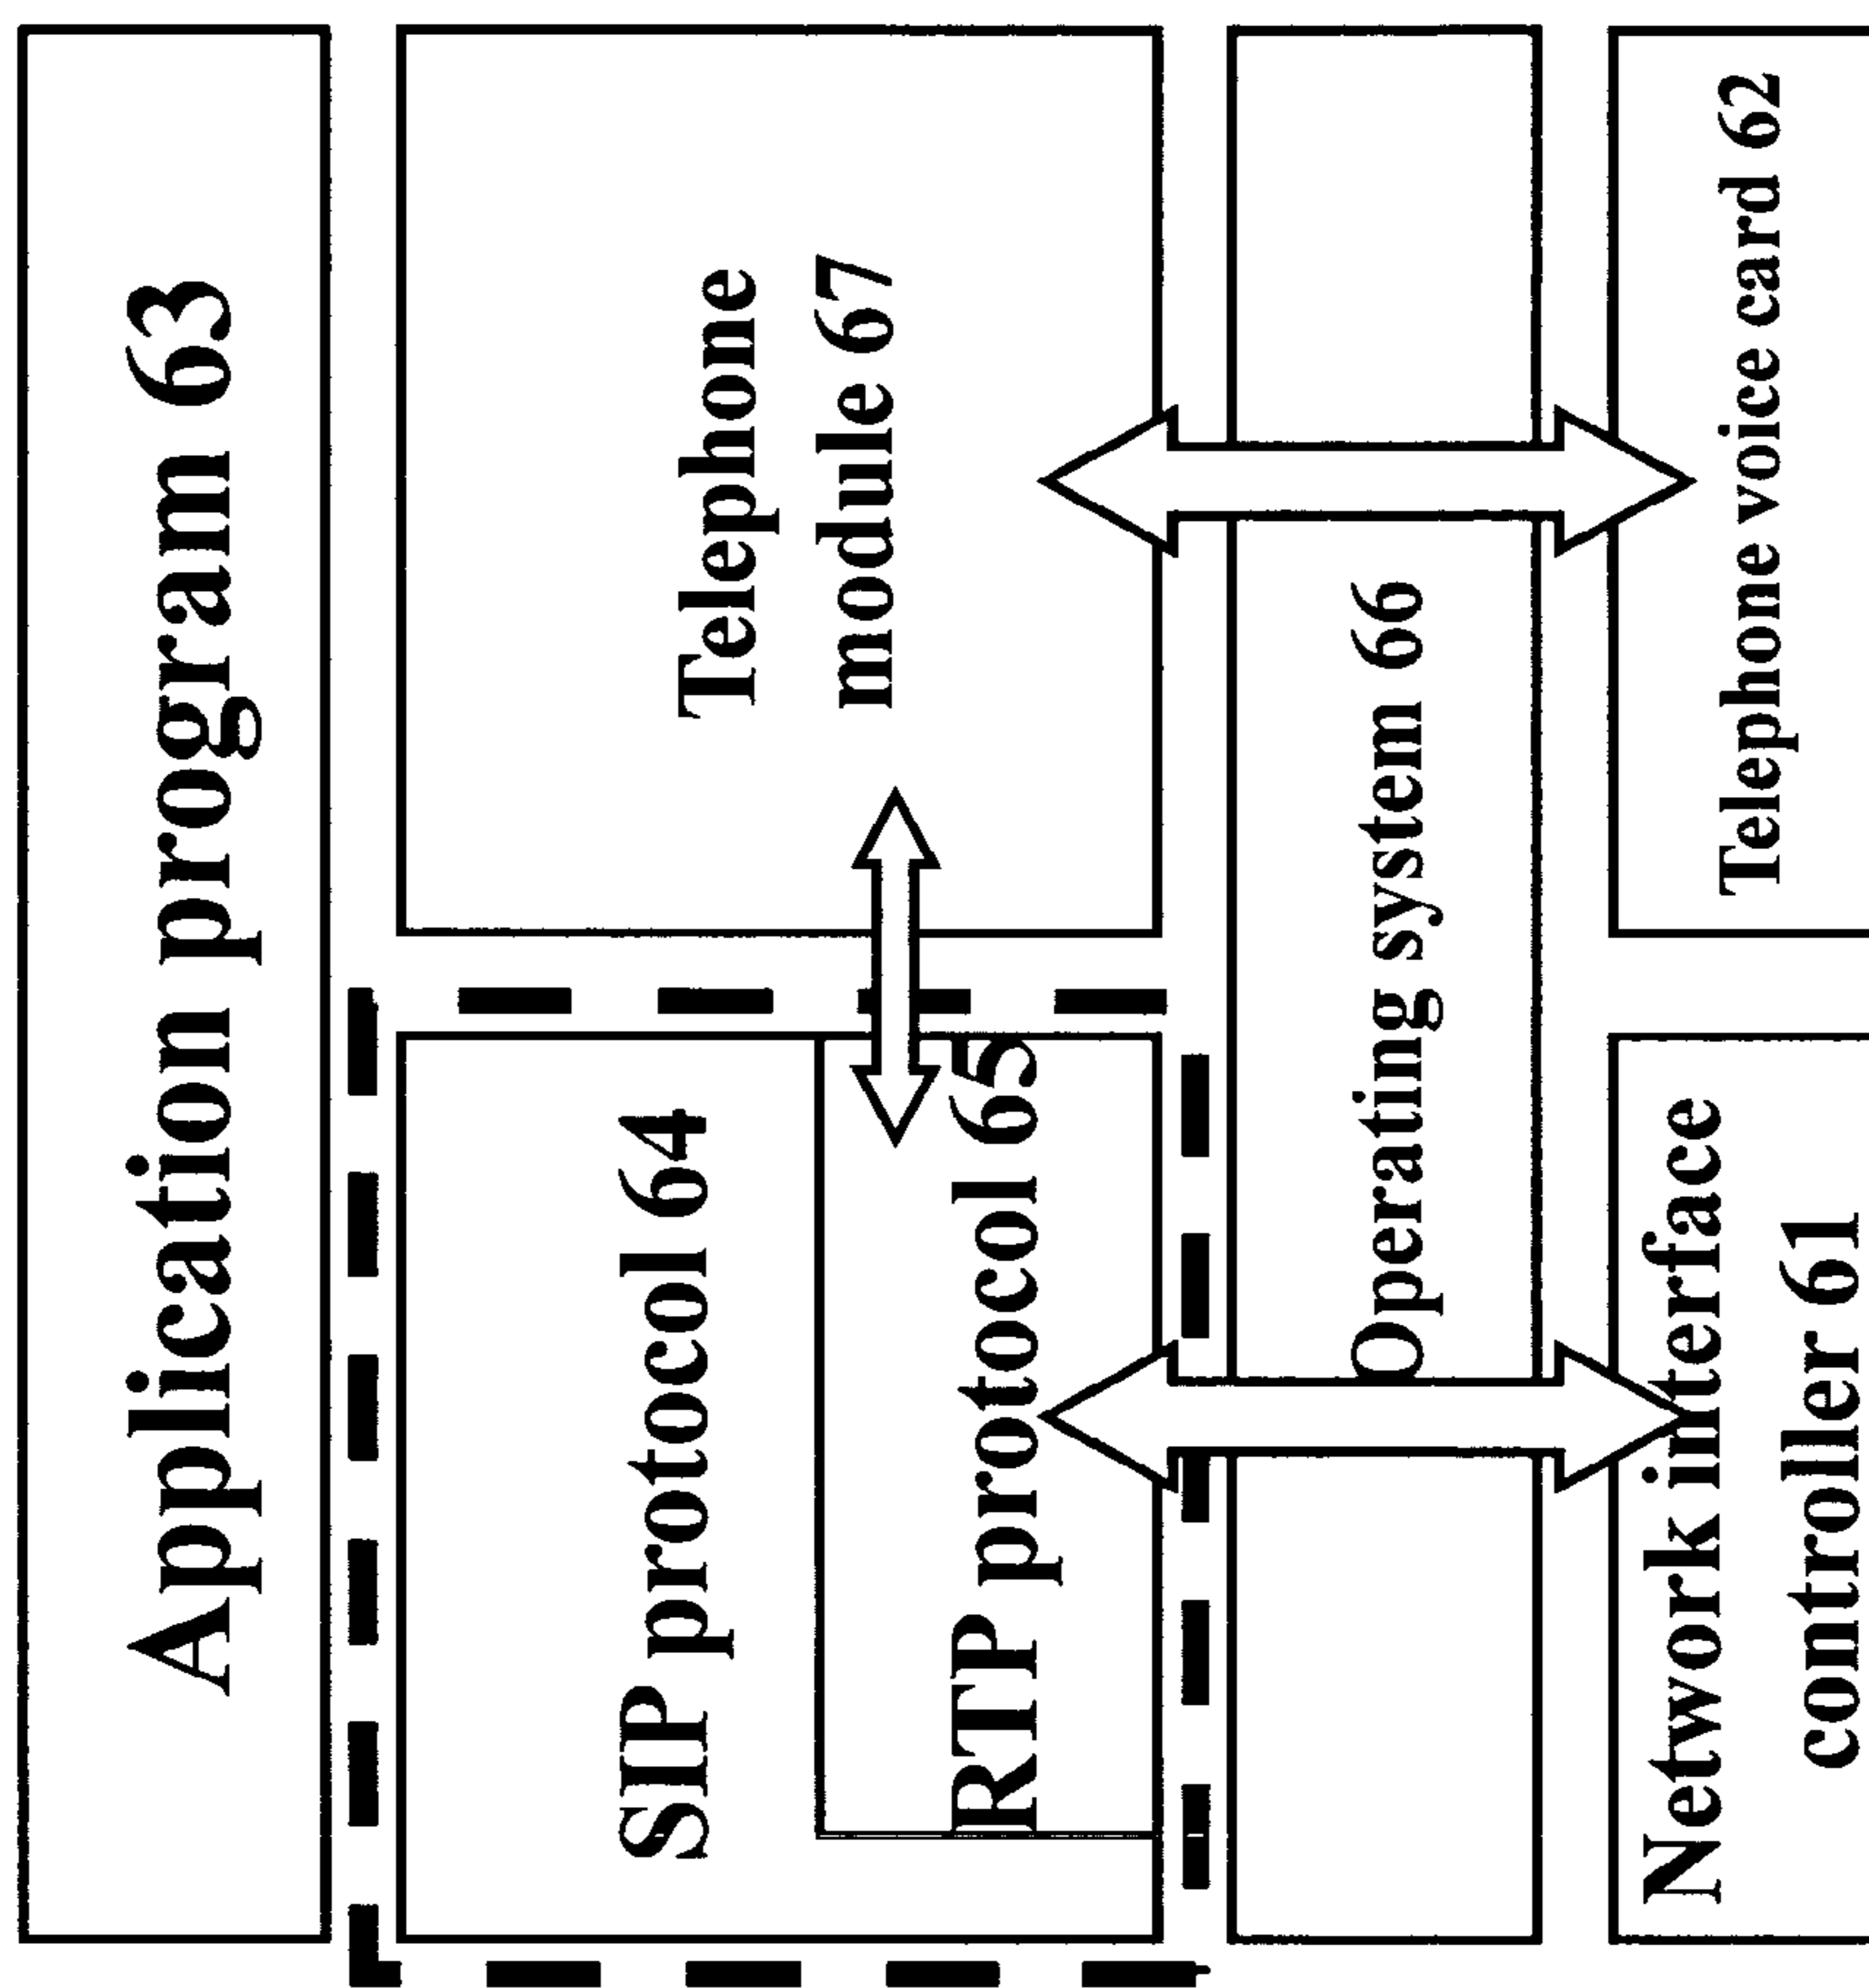 Application program 63
SIP protocol 64
RTP protocol 65
Telephone
module 67
Operating system 66
Network interface
controller 61
Telephone voice card 62